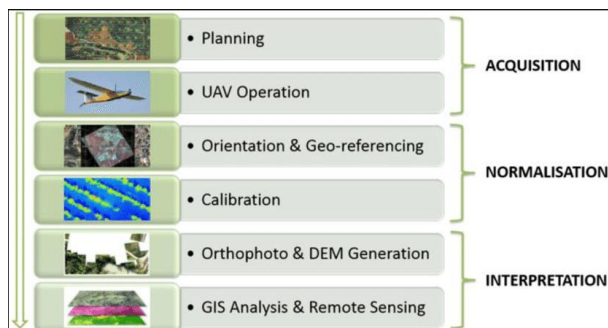 • Planning
• UAV Operation
ACQUISITION
• Orientation & Geo-referencing
• Calibration
NORMALISATION
• Orthophoto & DEM Generation
• GIS Analysis & Remote Sensing
INTERPRETATION